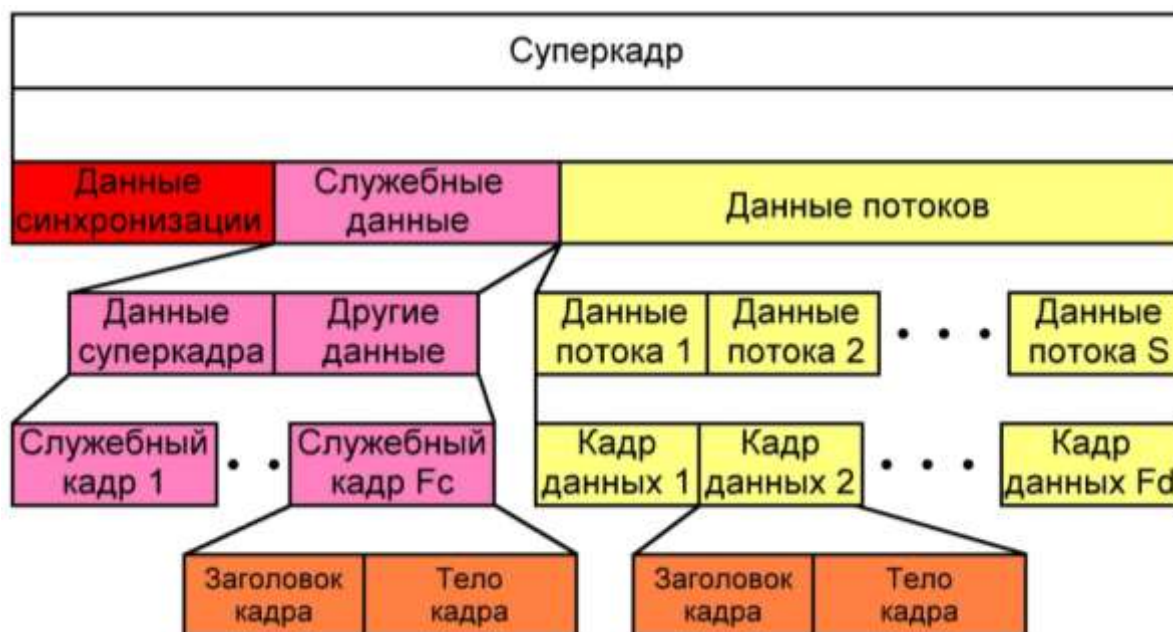 Суперкадр
Данные
синхронизации
Служебные
данные
Данные потоков
Данные
суперкадра
Другие
данные
Данные
потока 1
Данные
потока 2
Данные
потока S
Служебный
кадр 1
Служебный
кадр Fc
Кадр
данных 1
Кадр
данных 2
Кадр
данных Fd
Заголовок
кадра
Тело
кадра
Заголовок
кадра
Тело
кадра